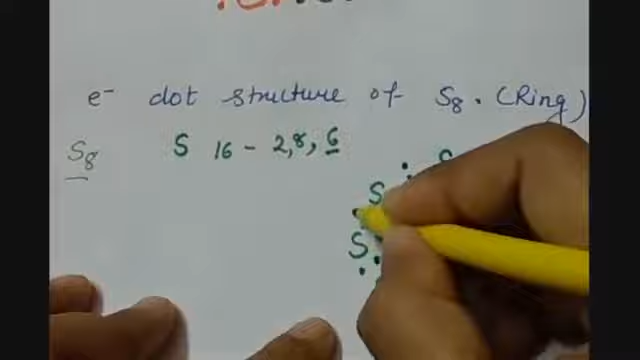 e⁻ dot structure of S₈. (Ring)
S₈ S 16 - 2,8,6
S
S
S